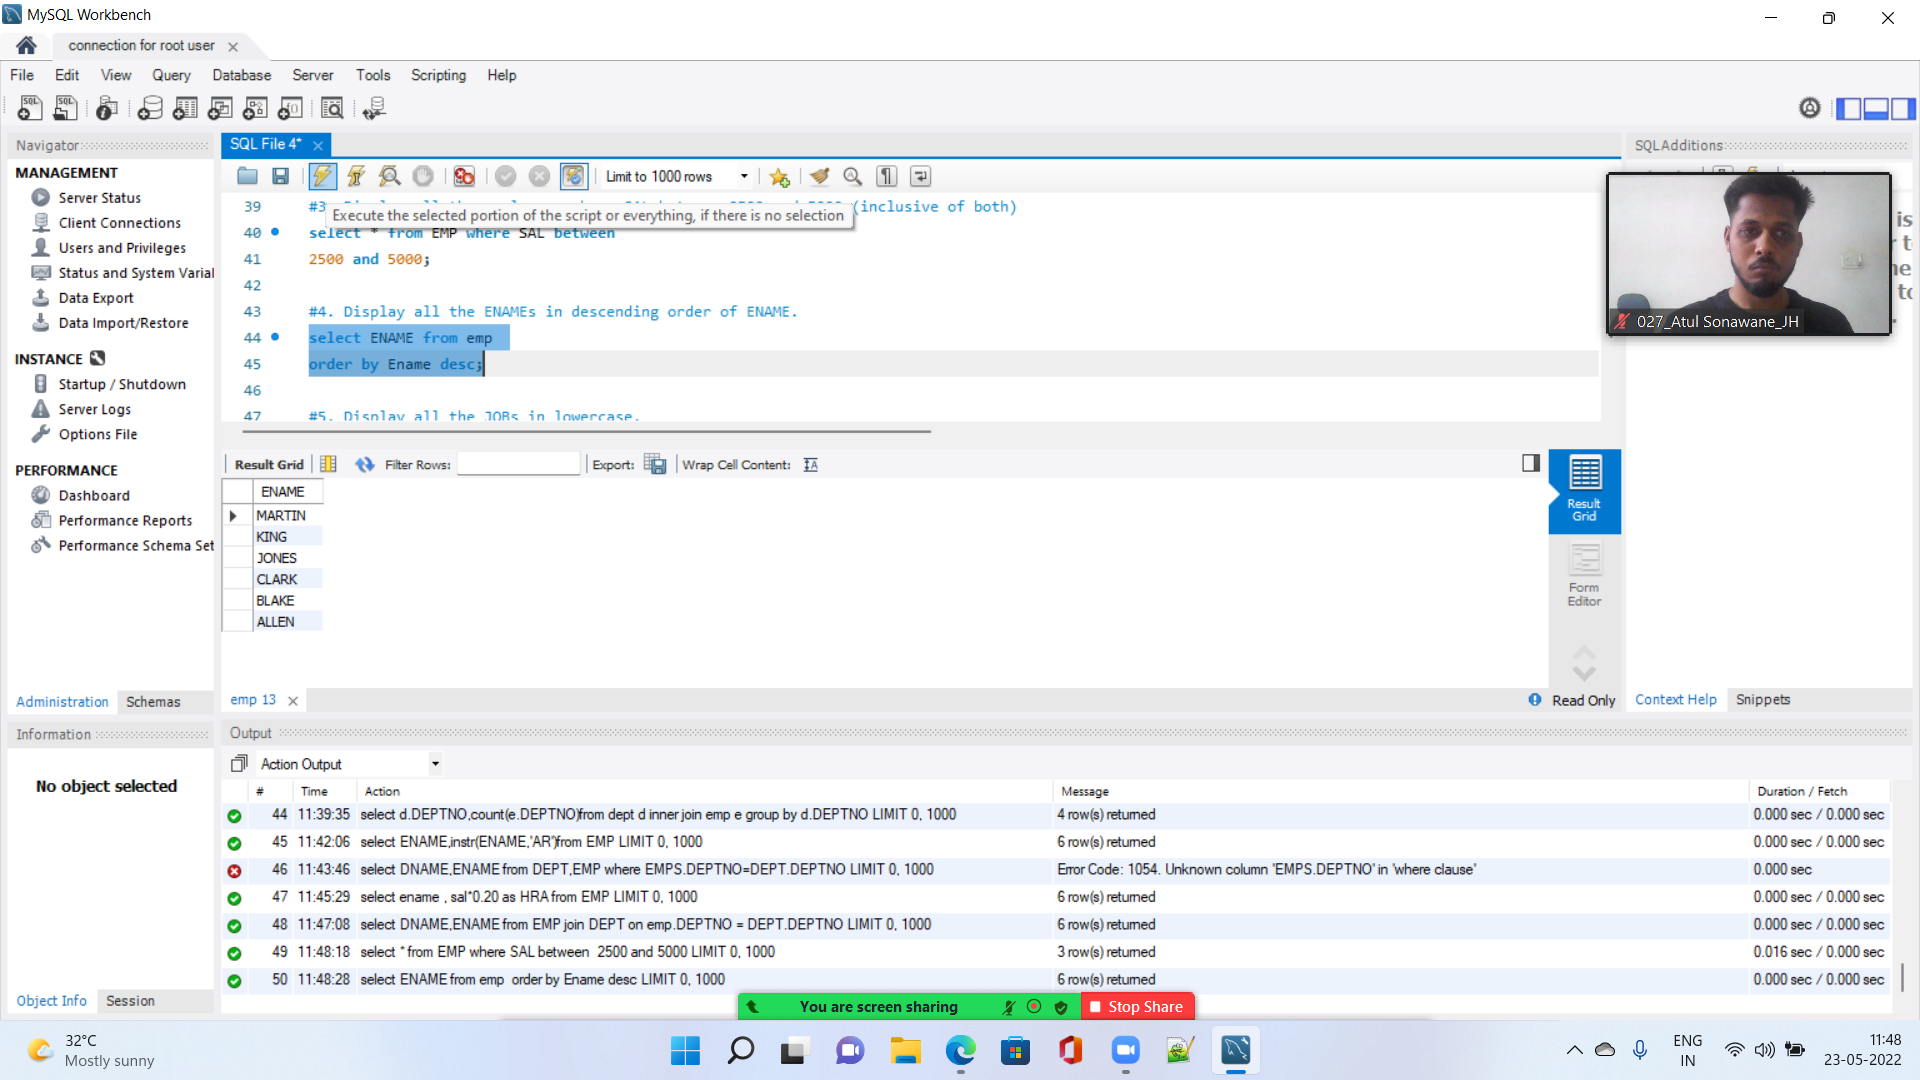 MySQL Workbench
connection for root user
File Edit View Query Database Server Tools Scripting Help
Navigator
MANAGEMENT
Server Status
Client Connections
Users and Privileges
Status and System Varial
Data Export
Data Import/Restore
INSTANCE
Startup / Shutdown
Server Logs
Options File
PERFORMANCE
Dashboard
Performance Reports
Performance Schema Set
Administration Schemas
Information
No object selected
Object Info Session
SQL File 4*
Limit to 1000 rows
39 (inclusive of both)
Execute the selected portion of the script or everything, if there is no selection
40 select * from EMP where SAL between
41 2500 and 5000;
42
43 #4. Display all the ENAMEs in descending order of ENAME.
44 select ENAME from emp
45 order by Ename desc;
46
47 #5. Display all the JOBs in lowercase.
Result Grid Filter Rows: Export: Wrap Cell Content:
ENAME
MARTIN
KING
JONES
CLARK
BLAKE
ALLEN
Result
Grid
Form
Editor
emp 13
Read Only
SQLAdditions
027_Atul Sonawane_JH
Context Help Snippets
Output
Action Output
# Time Action Message Duration / Fetch
44 11:39:35 select d.DEPTNO,count(e.DEPTNO)from dept d inner join emp e group by d.DEPTNO LIMIT 0, 1000 4 row(s) returned 0.000 sec / 0.000 sec
45 11:42:06 select ENAME,instr(ENAME,'AR')from EMP LIMIT 0, 1000 6 row(s) returned 0.000 sec / 0.000 sec
46 11:43:46 select DNAME,ENAME from DEPT,EMP where EMPS.DEPTNO=DEPT.DEPTNO LIMIT 0, 1000 Error Code: 1054. Unknown column 'EMPS.DEPTNO' in 'where clause' 0.000 sec
47 11:45:29 select ename , sal*0.20 as HRA from EMP LIMIT 0, 1000 6 row(s) returned 0.000 sec / 0.000 sec
48 11:47:08 select DNAME,ENAME from EMP join DEPT on emp.DEPTNO = DEPT.DEPTNO LIMIT 0, 1000 6 row(s) returned 0.000 sec / 0.000 sec
49 11:48:18 select * from EMP where SAL between 2500 and 5000 LIMIT 0, 1000 3 row(s) returned 0.016 sec / 0.000 sec
50 11:48:28 select ENAME from emp order by Ename desc LIMIT 0, 1000 6 row(s) returned 0.000 sec / 0.000 sec
You are screen sharing Stop Share
32°C
Mostly sunny
ENG
IN
11:48
23-05-2022